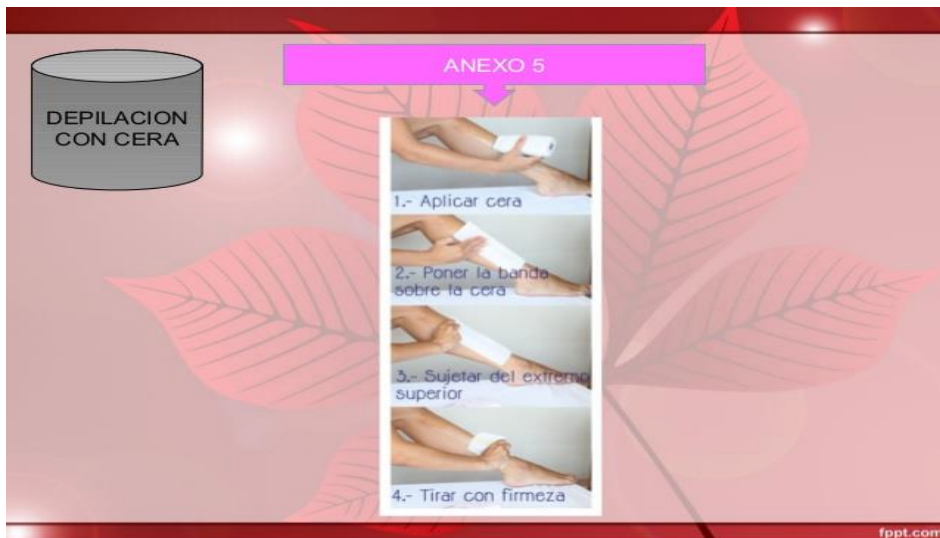 ANEXO 5
DEPILACION
CON CERA
1.- Aplicar cera
2.- Poner la banda
sobre la cera
3.- Sujetar del extremo
superior
4.- Tirar con firmeza
fppt.com